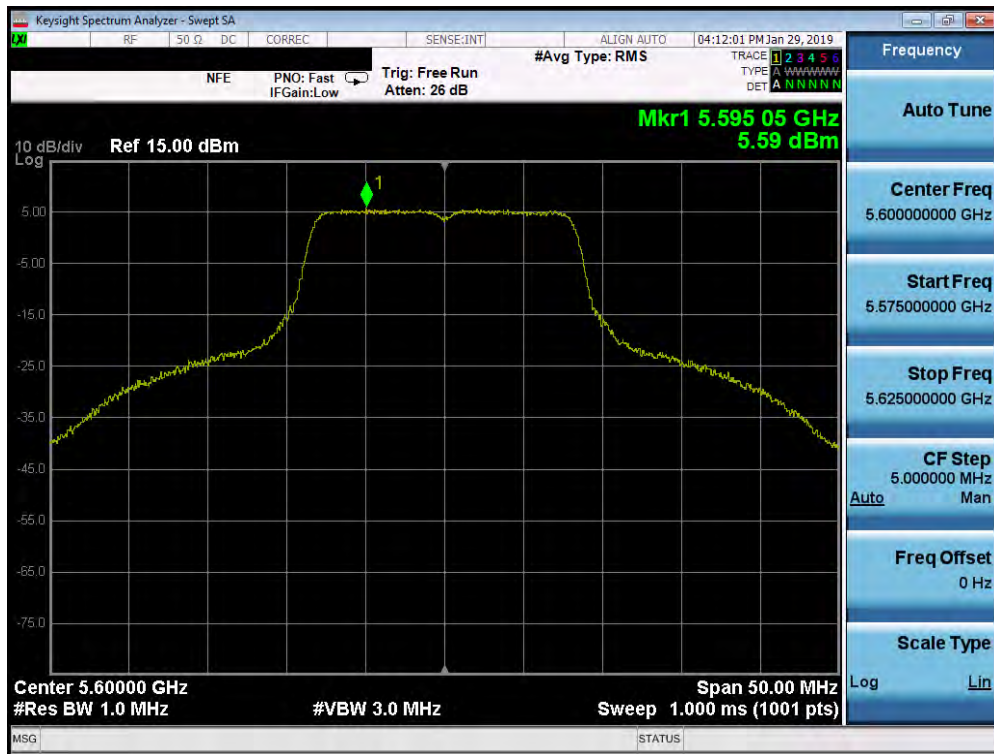 Keysight Spectrum Analyzer - Swept SA
LXI RF 50 Ω DC CORREC SENSE:INT ALIGN AUTO 04:12:01 PM Jan 29, 2019
#Avg Type: RMS TRACE 1 2 3 4 5 6
TYPE A WWWWW
DET A N N N N N
NFE PNO: Fast Trig: Free Run
IFGain:Low Atten: 26 dB
Mkr1 5.595 05 GHz
5.59 dBm
10 dB/div Ref 15.00 dBm
Log
1
5.00
-5.00
-15.0
-25.0
-35.0
-45.0
-55.0
-65.0
-75.0
Center 5.60000 GHz Span 50.00 MHz
#Res BW 1.0 MHz #VBW 3.0 MHz Sweep 1.000 ms (1001 pts)
MSG STATUS
Frequency
Auto Tune
Center Freq
5.600000000 GHz
Start Freq
5.575000000 GHz
Stop Freq
5.625000000 GHz
CF Step
5.000000 MHz
Auto Man
Freq Offset
0 Hz
Scale Type
Log Lin